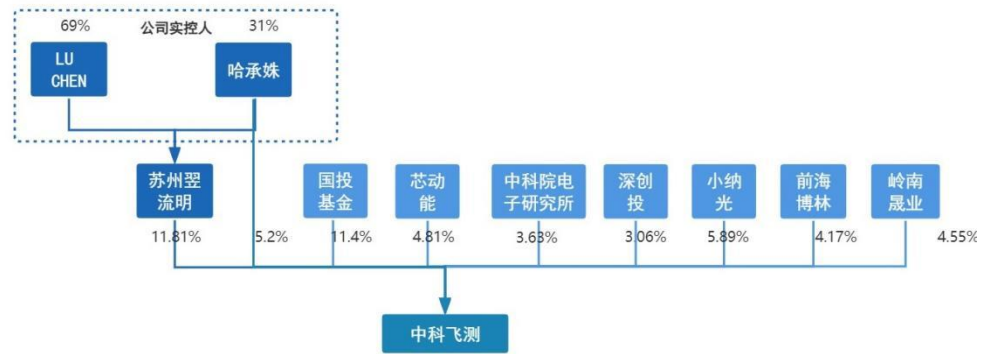 69% 公司实控人 31%
LU
CHEN
哈承姝
苏州翌
流明
国投
基金
芯动
能
中科院电
子研究所
深创
投
小纳
光
前海
博林
岭南
晟业
11.81% 5.2% 11.4% 4.81% 3.63% 3.06% 5.89% 4.17% 4.55%
中科飞测